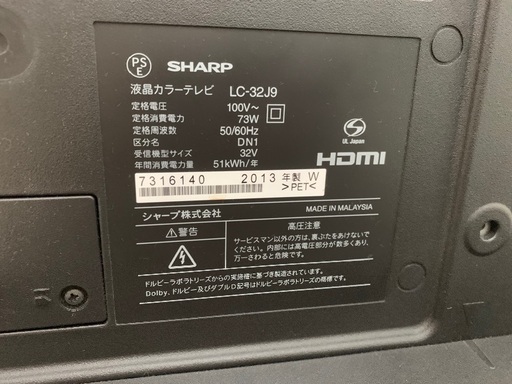 PS
E
SHARP
液晶カラーテレビ LC-32J9
定格電圧 100V～
定格消費電力 73W
定格周波数 50/60Hz
区分名 DN1
受信機型サイズ 32V
年間消費電力量 51kWh/年
UL Japan
HDMI
7316140 2013 年製 W
>PET<
シャープ株式会社 MADE IN MALAYSIA
⚠警告
高圧注意
サービスマン以外の方は、裏ぶたをあけないで
ください。内部には高電圧部分が数多くあり、
万一さわると危険です。
ドルビーラボラトリーズからの実施権に基づき製造されています。
Dolby、ドルビー及びダブルD記号はドルビーラボラトリーズの商標です。